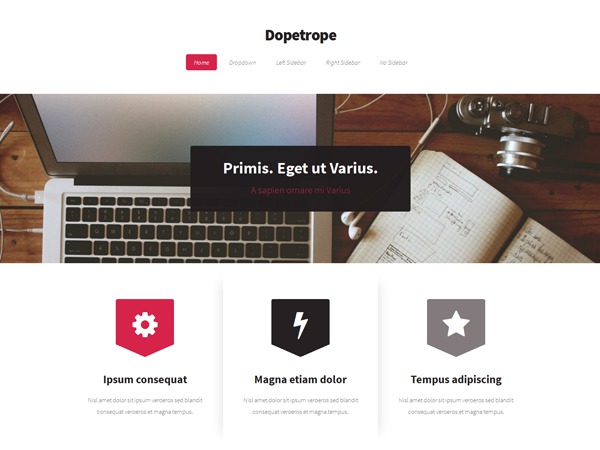 Dopetrope
Home Dropdown Left Sidebar Right Sidebar No Sidebar
Primis. Eget ut Varius.
A sapien ornare mi Varius
Ipsum consequat Magna etiam dolor Tempus adipiscing
Nisl amet dolor sit ipsum veroeros sed blandit Nisl amet dolor sit ipsum veroeros sed blandit Nisl amet dolor sit ipsum veroeros sed blandit
consequat veroeros et magna tempus. consequat veroeros et magna tempus. consequat veroeros et magna tempus.